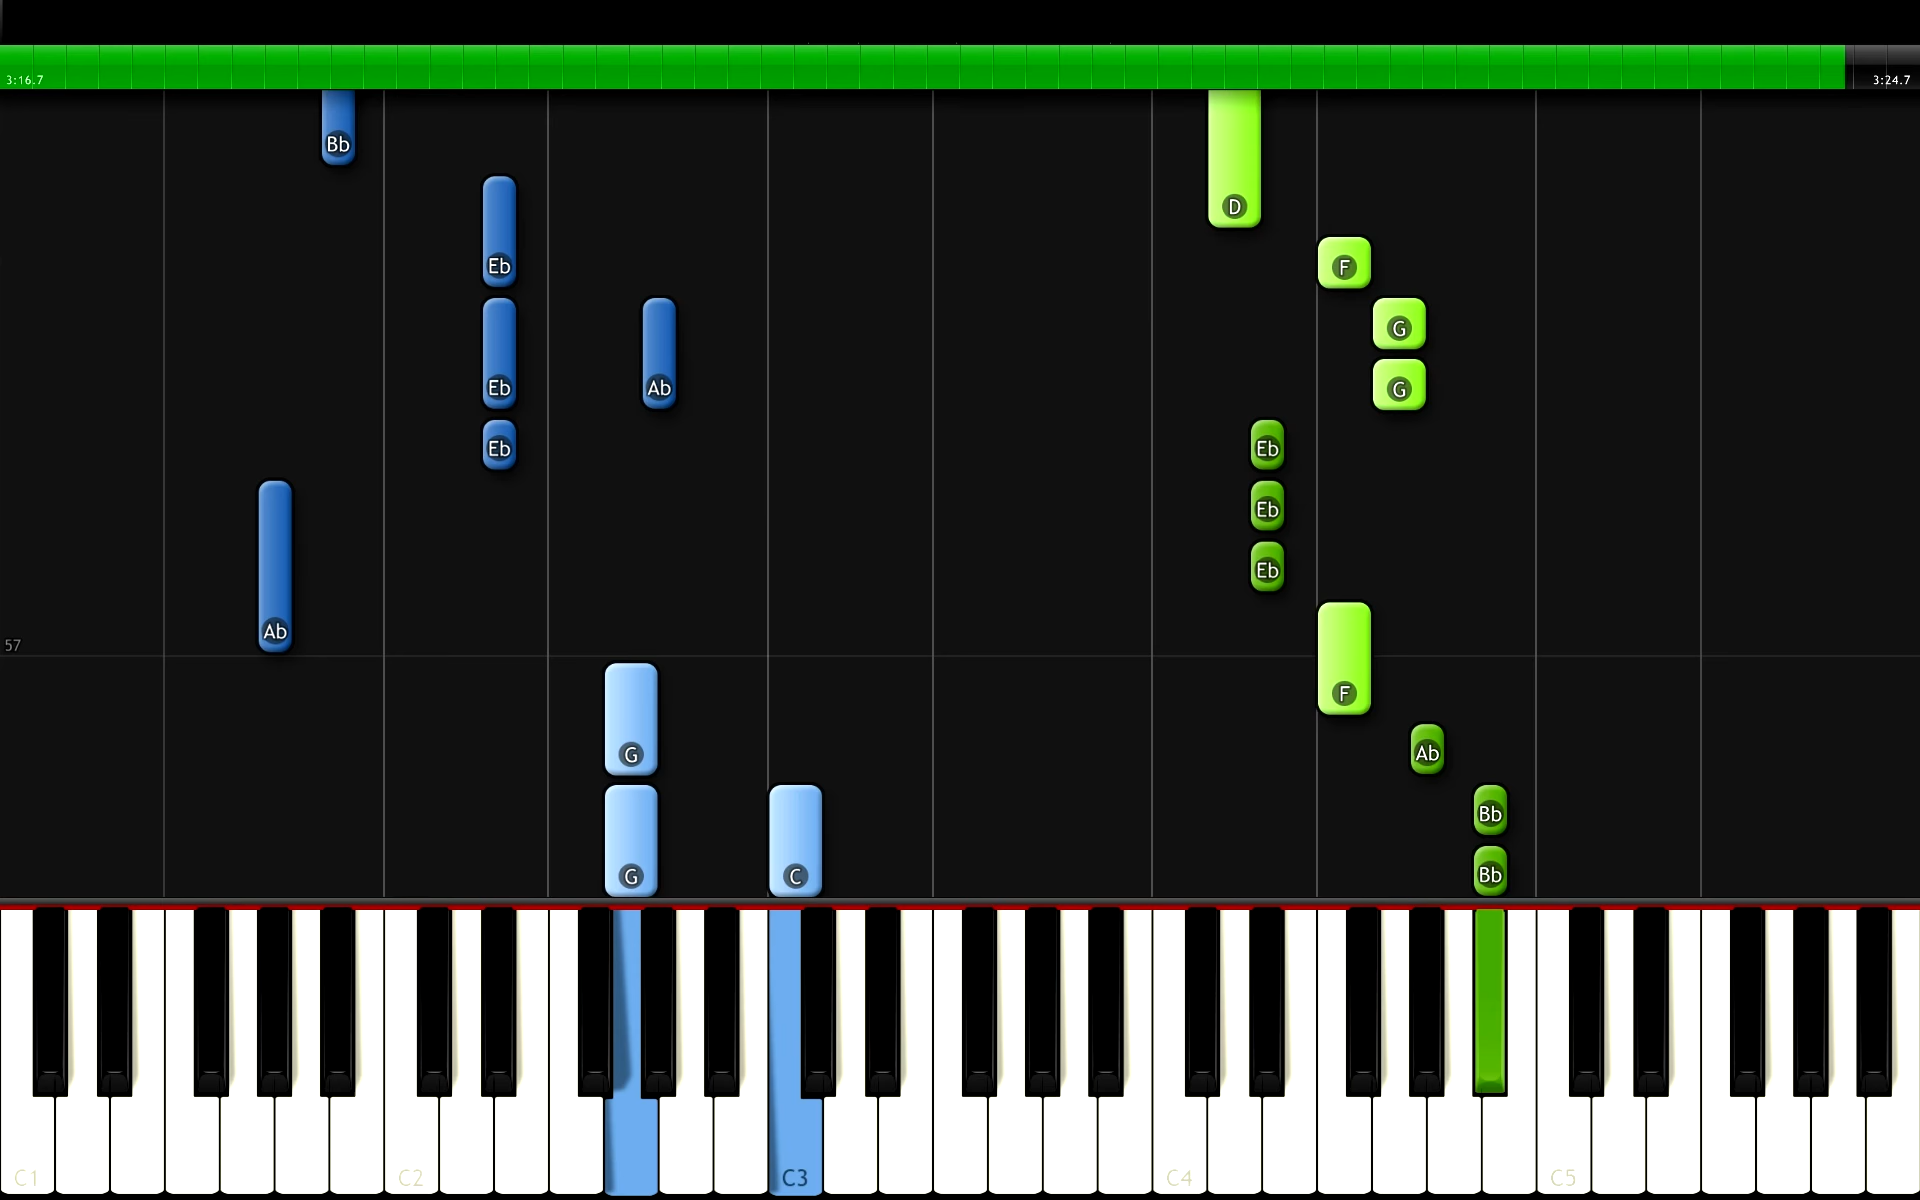 3:16.7 3:24.7
Bb
D
Eb F
G
Eb Ab G
Eb Eb
Eb
Eb
Ab
57
F
G Ab
Bb
G C Bb
C1 C2 C3 C4 C5